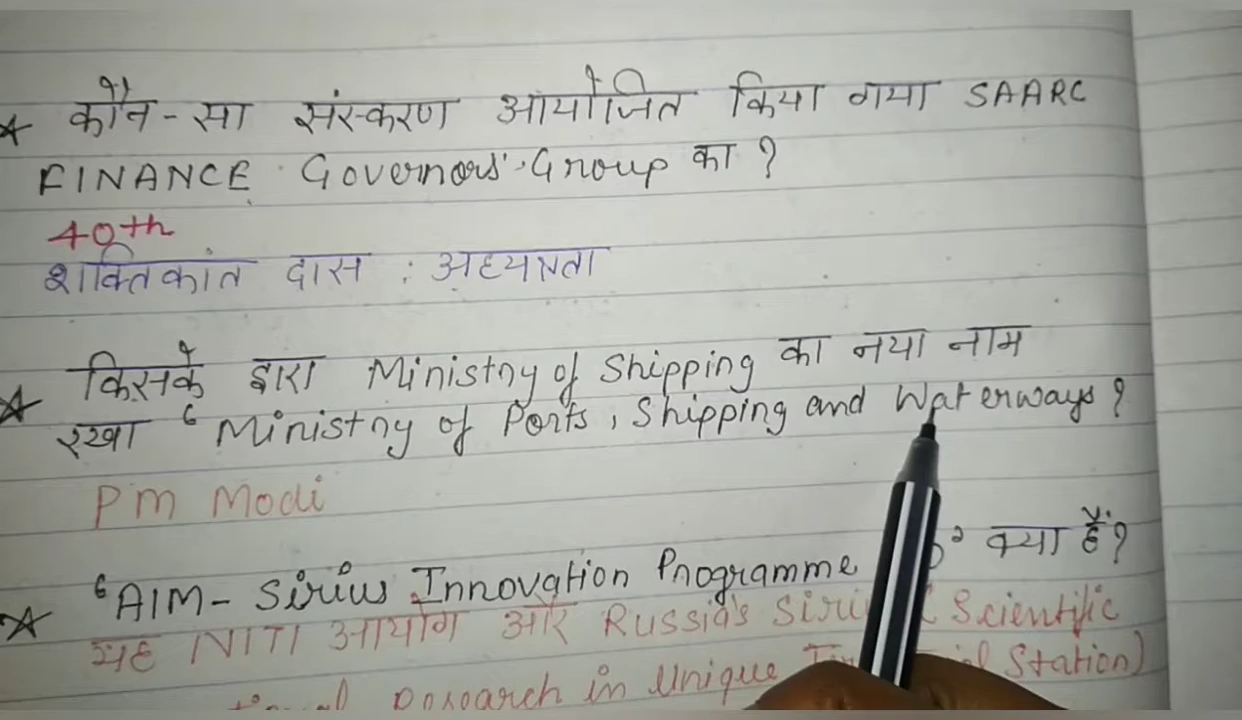 कौन-सा संस्करण आयोजित किया गया SAARC
FINANCE Governors' Group का ?
40th
शक्तिकांत दास : अध्यक्षता
किसके द्वारा Ministry of Shipping का नया नाम
रखा 'Ministry of Ports, Shipping and Waterways ?
PM Modi
'AIM- Sirius Innovation Programme क्या है?
यह NITI आयोग और Russia's Scientific
Research in Unique Station)